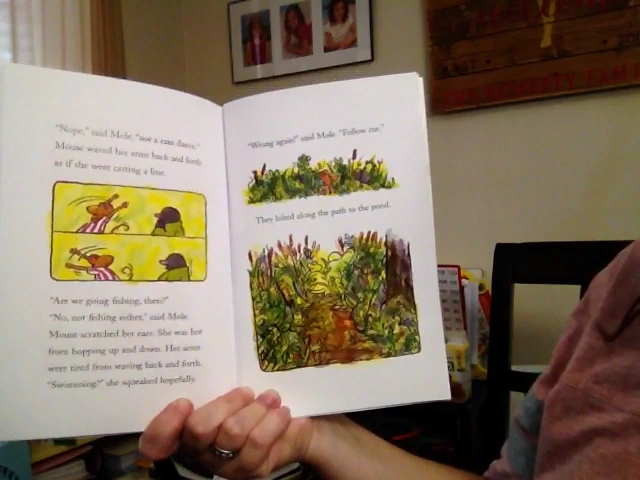 "Nope," said Mole, "not a rain dance."
Mouse waved her arms back and forth
as if she were casting a line.
"Are we going fishing, then?"
"No, not fishing either," said Mole.
Mouse scratched her ears. She was hot
from hopping up and down. Her arms
were tired from waving back and forth.
"Swimming?" she squeaked hopefully.
"Wrong again!" said Mole. "Follow me."
They hiked along the path to the pond.